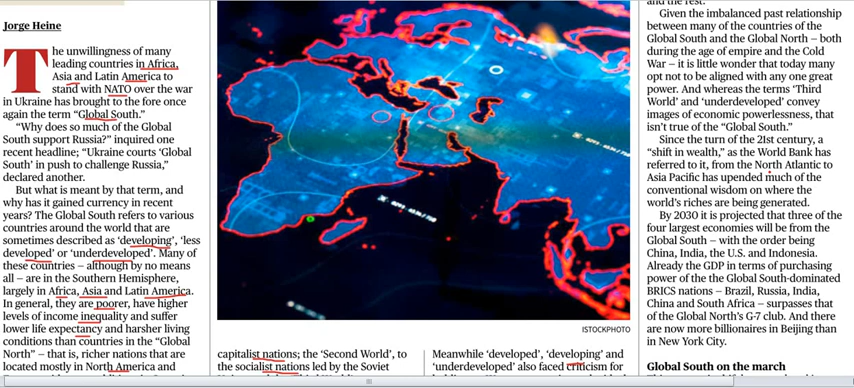 Jorge Heine
The unwillingness of many
leading countries in Africa,
Asia and Latin America to
stand with NATO over the war
in Ukraine has brought to the fore once
again the term “Global South.”
“Why does so much of the Global
South support Russia?” inquired one
recent headline; “Ukraine courts ‘Global
South’ in push to challenge Russia,”
declared another.
But what is meant by that term, and
why has it gained currency in recent
years? The Global South refers to various
countries around the world that are
sometimes described as ‘developing’, ‘less
developed’ or ‘underdeveloped’. Many of
these countries – although by no means
all – are in the Southern Hemisphere,
largely in Africa, Asia and Latin America.
In general, they are poorer, have higher
levels of income inequality and suffer
lower life expectancy and harsher living
conditions than countries in the “Global
North” – that is, richer nations that are
located mostly in North America and
ISTOCKPHOTO
capitalist nations; the ‘Second World’, to
the socialist nations led by the Soviet
Meanwhile ‘developed’, ‘developing’ and
‘underdeveloped’ also faced criticism for
and the rest.
Given the imbalanced past relationship
between many of the countries of the
Global South and the Global North – both
during the age of empire and the Cold
War – it is little wonder that today many
opt not to be aligned with any one great
power. And whereas the terms ‘Third
World’ and ‘underdeveloped’ convey
images of economic powerlessness, that
isn’t true of the “Global South.”
Since the turn of the 21st century, a
“shift in wealth,” as the World Bank has
referred to it, from the North Atlantic to
Asia Pacific has upended much of the
conventional wisdom on where the
world’s riches are being generated.
By 2030 it is projected that three of the
four largest economies will be from the
Global South – with the order being
China, India, the U.S. and Indonesia.
Already the GDP in terms of purchasing
power of the the Global South-dominated
BRICS nations – Brazil, Russia, India,
China and South Africa – surpasses that
of the Global North’s G-7 club. And there
are now more billionaires in Beijing than
in New York City.
Global South on the march